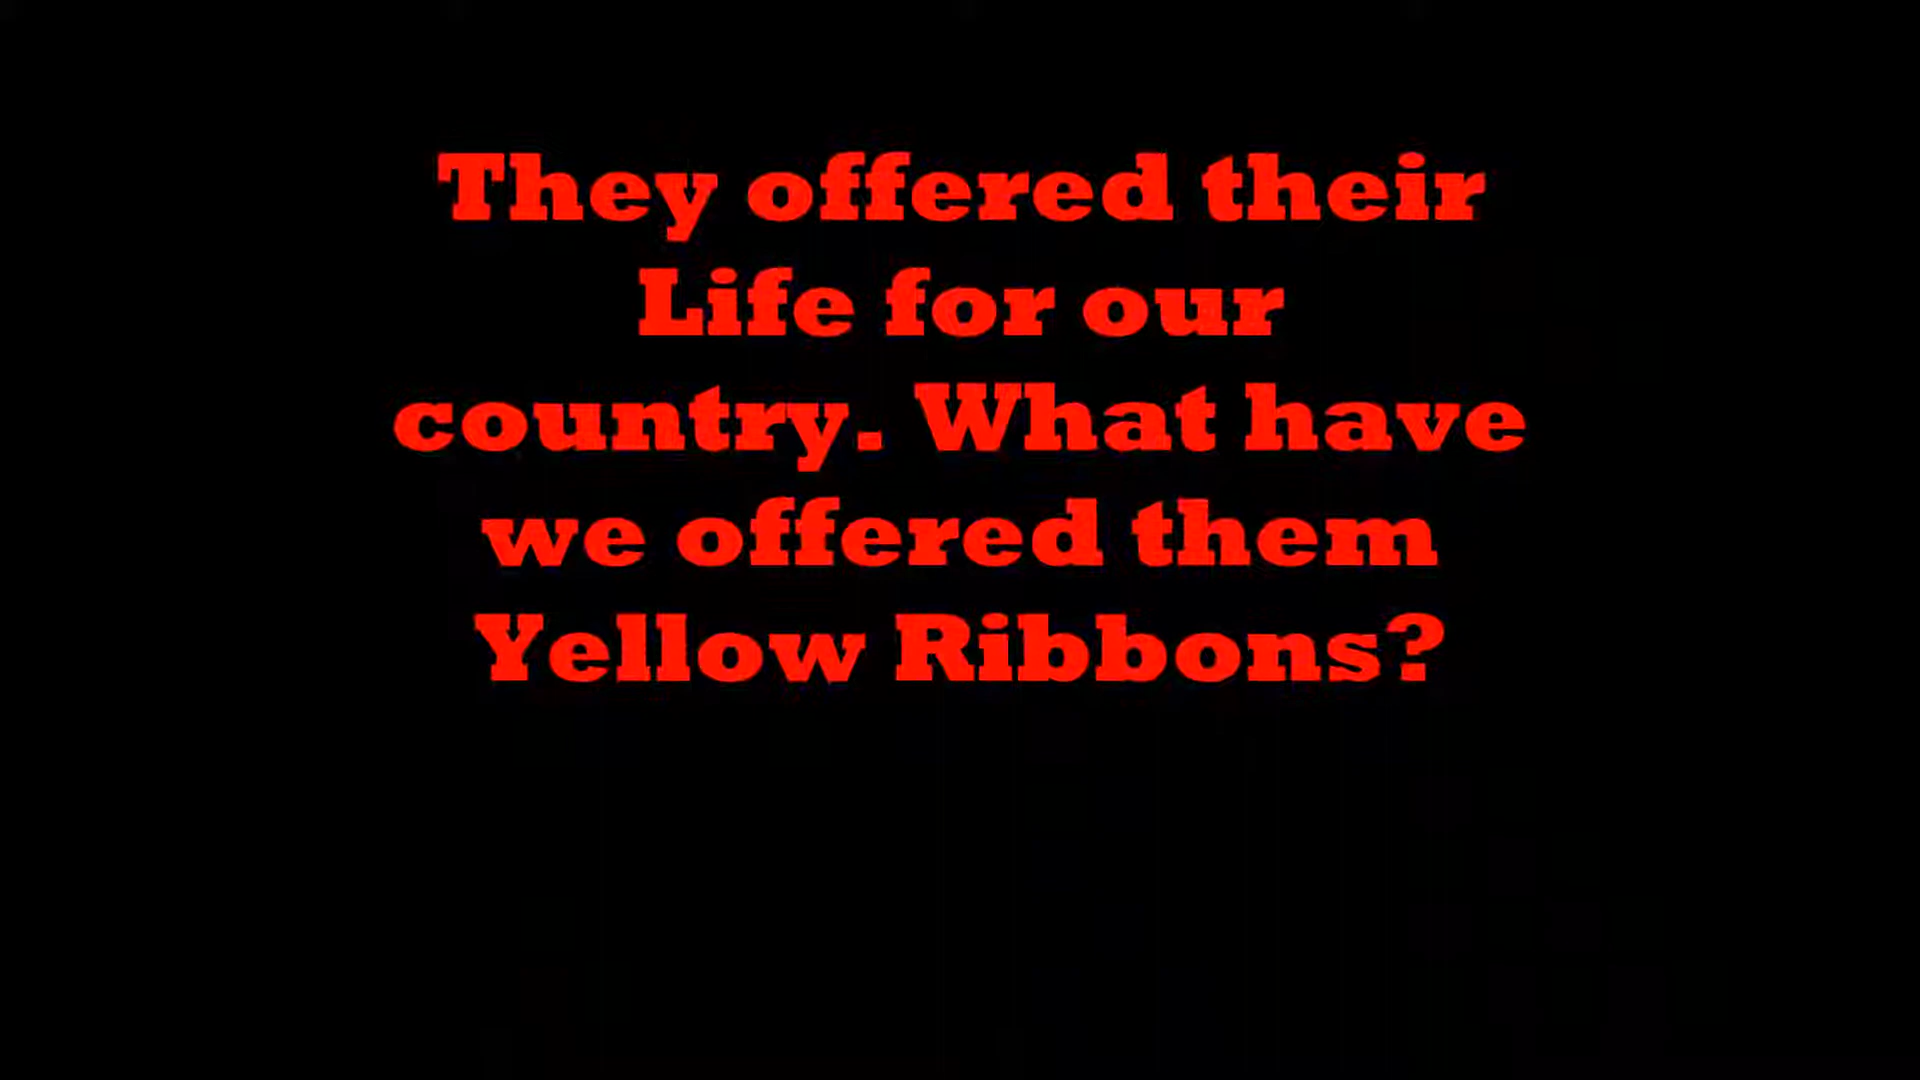 They offered their
Life for our
country. What have
we offered them
Yellow Ribbons?